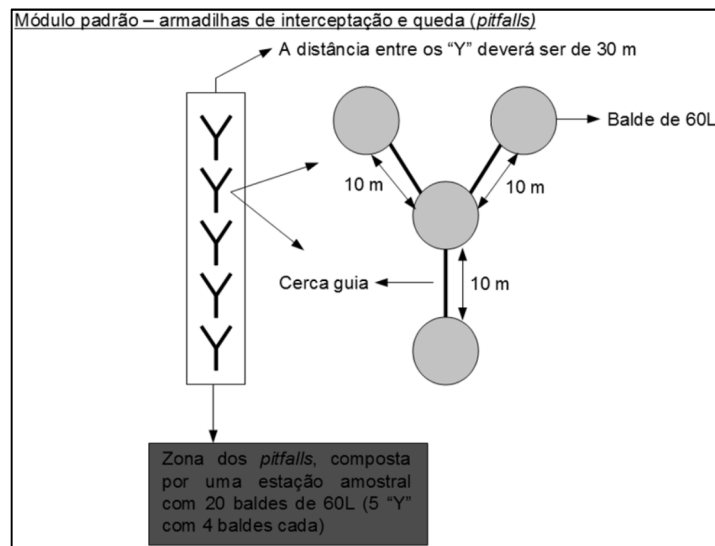 Módulo padrão – armadilhas de interceptação e queda (pitfalls)
A distância entre os “Y” deverá ser de 30 m
Balde de 60L
10 m
10 m
Cerca guia
10 m
Zona dos pitfalls, composta
por uma estação amostral
com 20 baldes de 60L (5 “Y”
com 4 baldes cada)